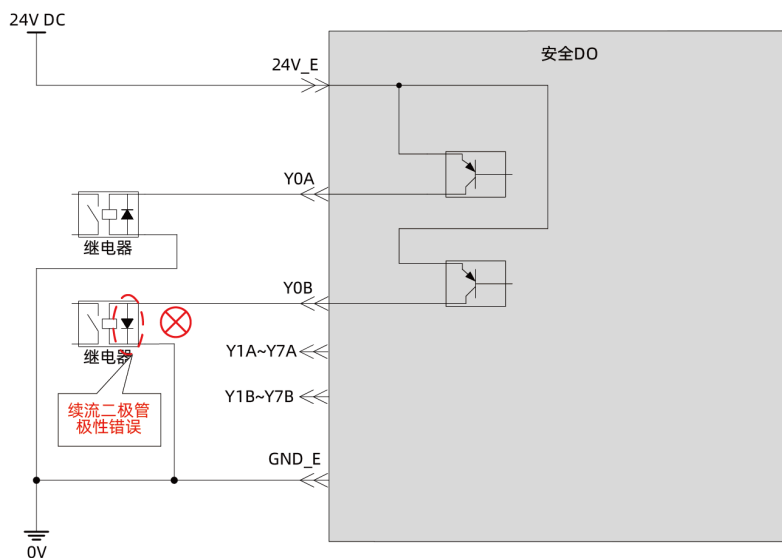 24V DC
安全DO
24V_E
Y0A
继电器
Y0B
继电器
Y1A~Y7A
续流二极管
极性错误
Y1B~Y7B
GND_E
0V